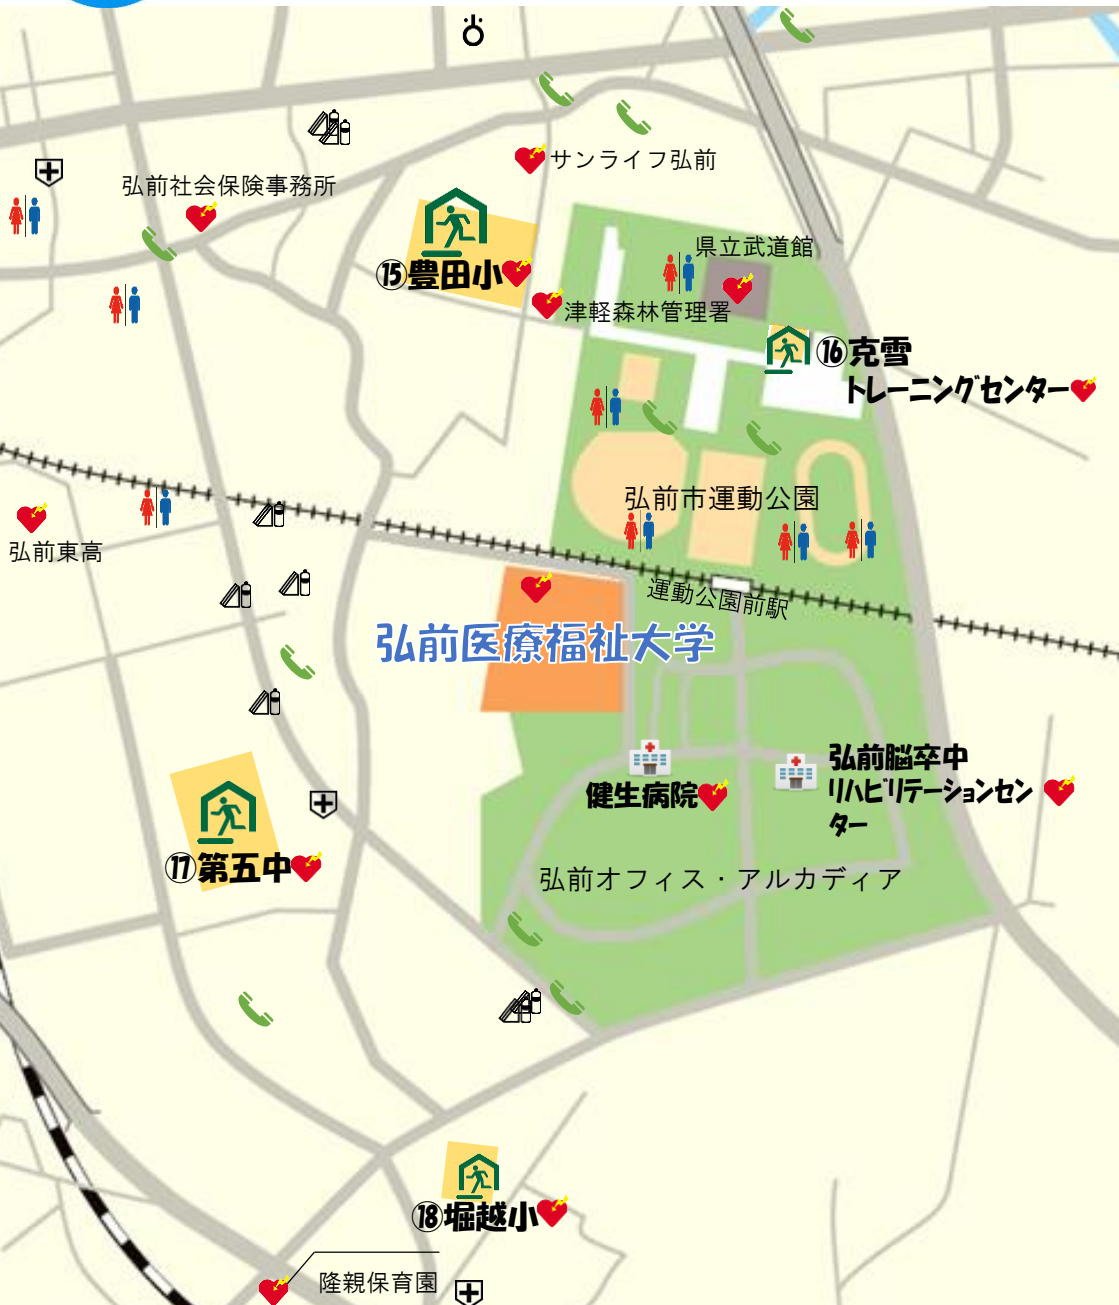 サンライフ弘前
弘前社会保険事務所
県立武道館
⑮豊田小
津軽森林管理署
⑯克雪
トレーニングセンター
弘前市運動公園
弘前東高
運動公園前駅
弘前医療福祉大学
弘前脳卒中
リハビリテーションセン
ター
健生病院
⑰第五中
弘前オフィス・アルカディア
⑱堀越小
隆親保育園